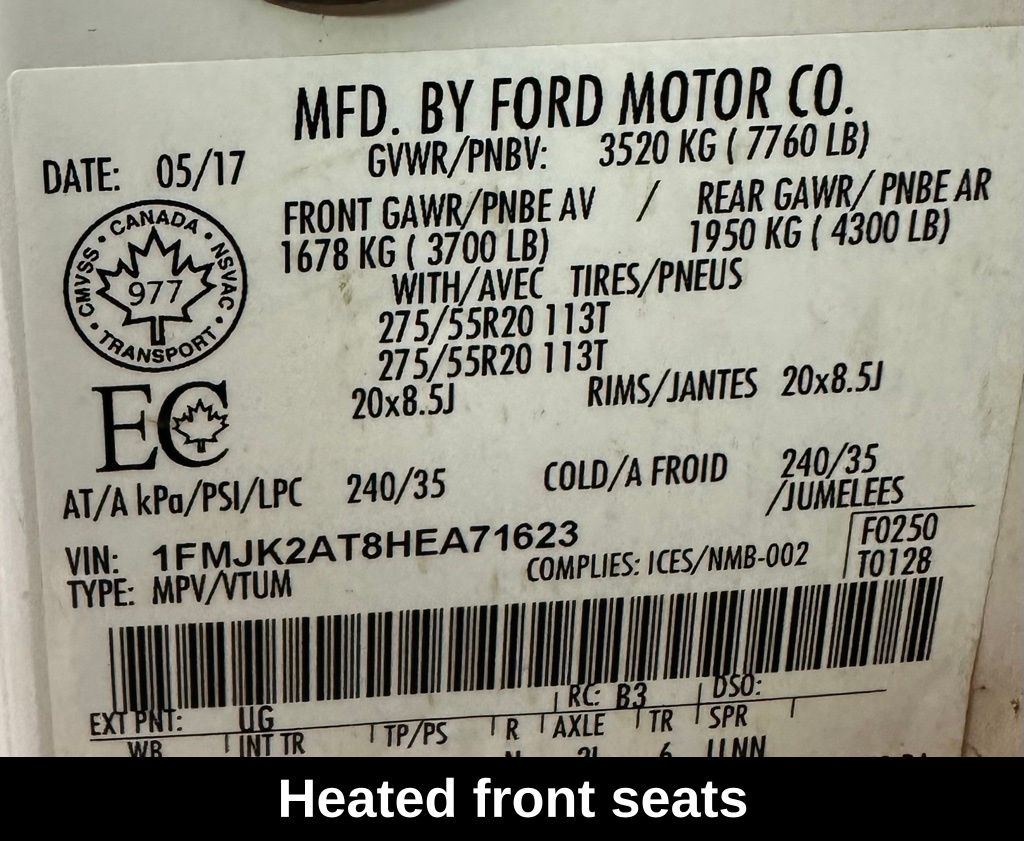 MFD. BY FORD MOTOR CO.
DATE: 05/17
GVWR/PNBV: 3520 KG ( 7760 LB)
FRONT GAWR/PNBE AV / REAR GAWR/ PNBE AR
1678 KG ( 3700 LB) 1950 KG ( 4300 LB)
WITH/AVEC TIRES/PNEUS
275/55R20 113T
275/55R20 113T
20x8.5J RIMS/JANTES 20x8.5J
CANADA
CMVSS • NSVAC
977
TRANSPORT
EC
AT/A kPa/PSI/LPC 240/35 COLD/A FROID 240/35
/JUMELEES
VIN: 1FMJK2AT8HEA71623
F0250
TYPE: MPV/VTUM COMPLIES: ICES/NMB-002 T0128
RC: B3 DSO:
EXT PNT: UG
WB INT TR TP/PS R AXLE TR SPR
6
Heated front seats